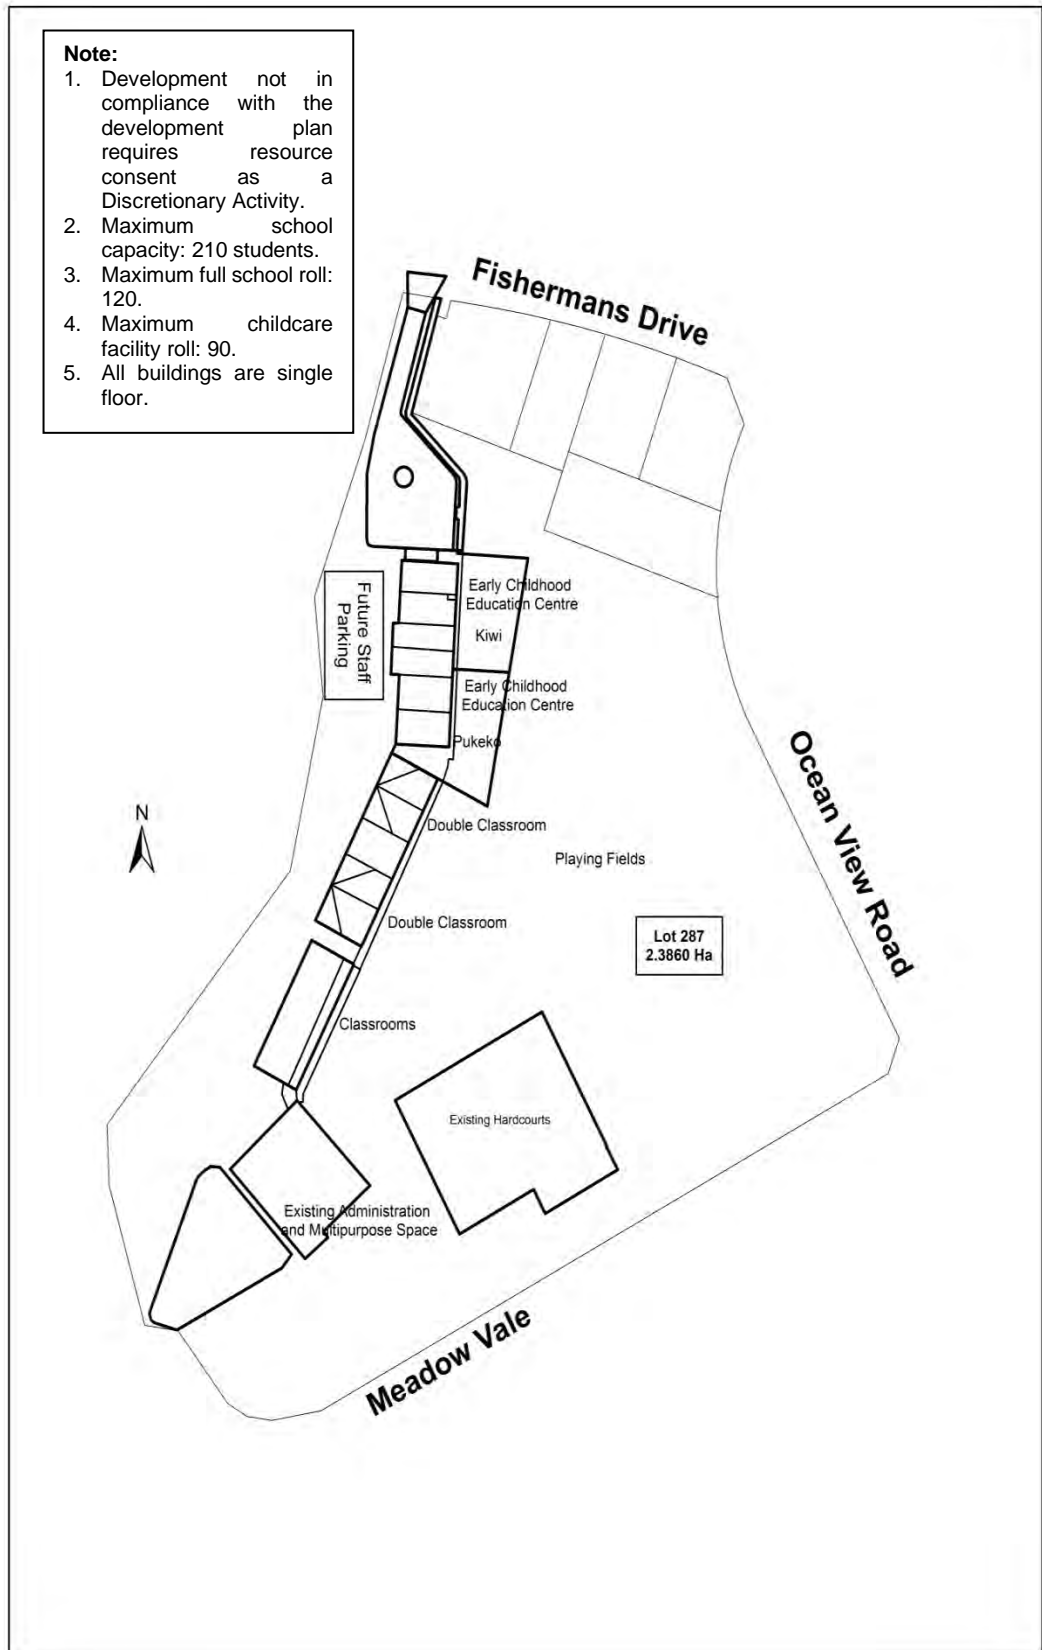 Note:
1. Development not in
compliance with the
development plan
requires resource
consent as a
Discretionary Activity.
2. Maximum school
capacity: 210 students.
3. Maximum full school roll:
120.
4. Maximum childcare
facility roll: 90.
5. All buildings are single
floor.
Fishermans Drive
Early Childhood
Education Centre
Kiwi
Future Staff
Parking
Early Childhood
Education Centre
Pukeko
Ocean View Road
N
Double Classroom
Playing Fields
Double Classroom
Lot 287
2.3860 Ha
Classrooms
Existing Hardcourts
Existing Administration
and Multipurpose Space
Meadow Vale